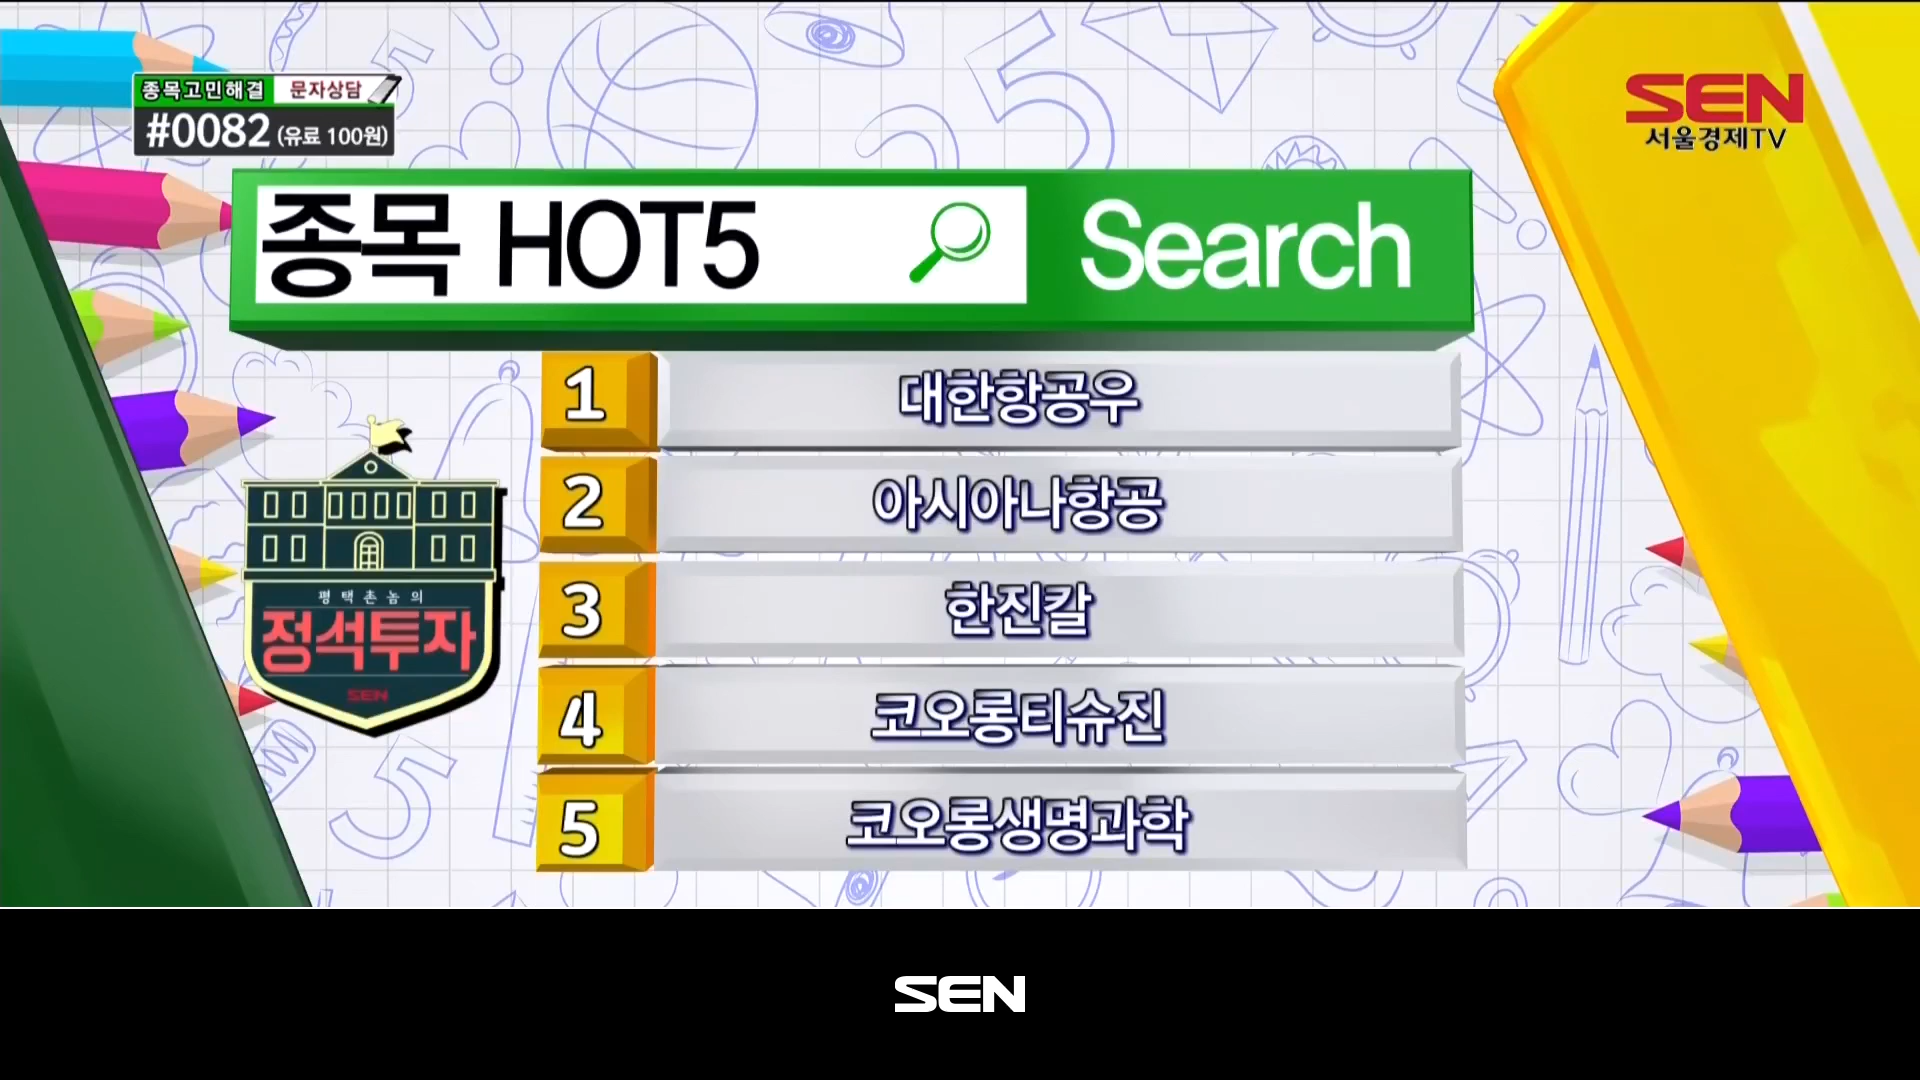 종목고민해결 문자상담
#0082 (유료 100원)
SEN
서울경제TV
종목 HOT5 Search
1 대한항공우
2 아시아나항공
3 한진칼
4 코오롱티슈진
5 코오롱생명과학
평택촌놈의
정석투자
SEN
SEN